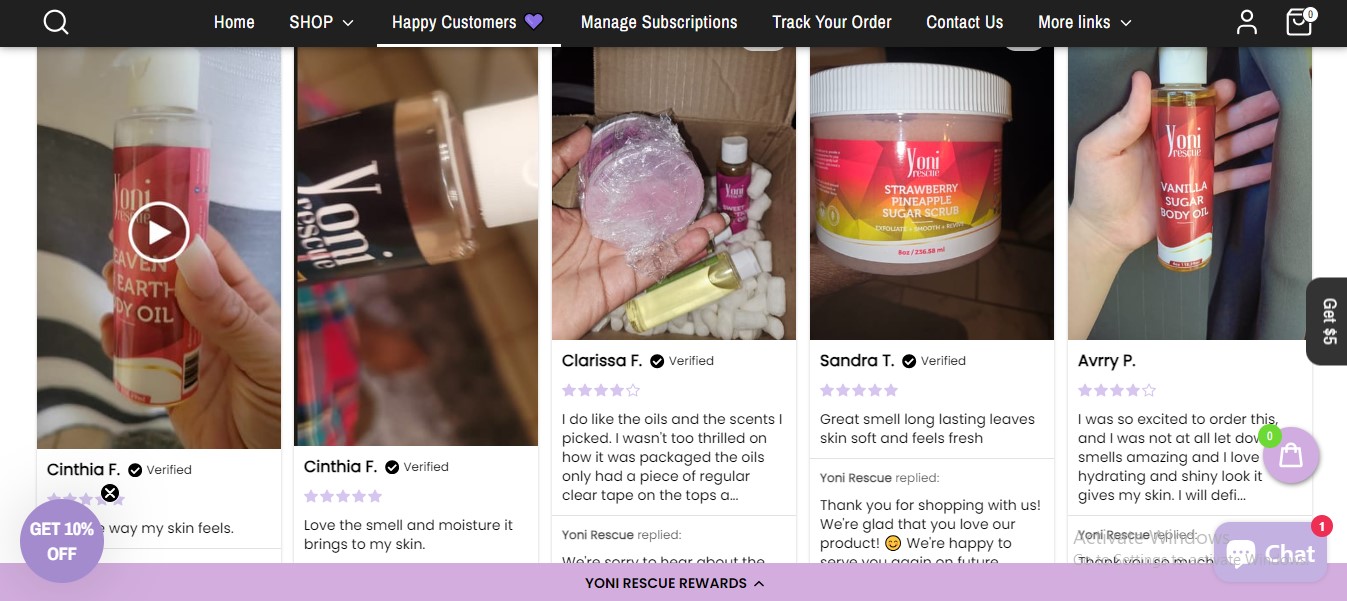 Home SHOP Happy Customers 💜 Manage Subscriptions Track Your Order Contact Us More links 0
Yoni
rescue
EAVEN
EARTH
DY OIL
Yoni
rescue
Yoni
Yoni
rescue
STRAWBERRY
PINEAPPLE
SUGAR SCRUB
EXFOLIATE • SMOOTH • REVIVE
8oz / 236.58 ml
Yoni
rescue
VANILLA
SUGAR
BODY OIL
Get $5
Cinthia F. Verified
way my skin feels.
Cinthia F. Verified
Love the smell and moisture it
brings to my skin.
Clarissa F. Verified
I do like the oils and the scents I
picked. I wasn't too thrilled on
how it was packaged the oils
only had a piece of regular
clear tape on the tops a...
Yoni Rescue replied:
We're sorry to hear about the
Sandra T. Verified
Great smell long lasting leaves
skin soft and feels fresh
Yoni Rescue replied:
Thank you for shopping with us!
We're glad that you love our
product! 😊 We're happy to
serve you again on future
Avrry P.
I was so excited to order this,
and I was not at all let dow
smells amazing and I love
hydrating and shiny look it
gives my skin. I will defi...
Yoni Rescue replied:
Thank you so much
0
GET 10%
OFF
Activate Windows
Go to Settings to activate Windows.
1
Chat
YONI RESCUE REWARDS